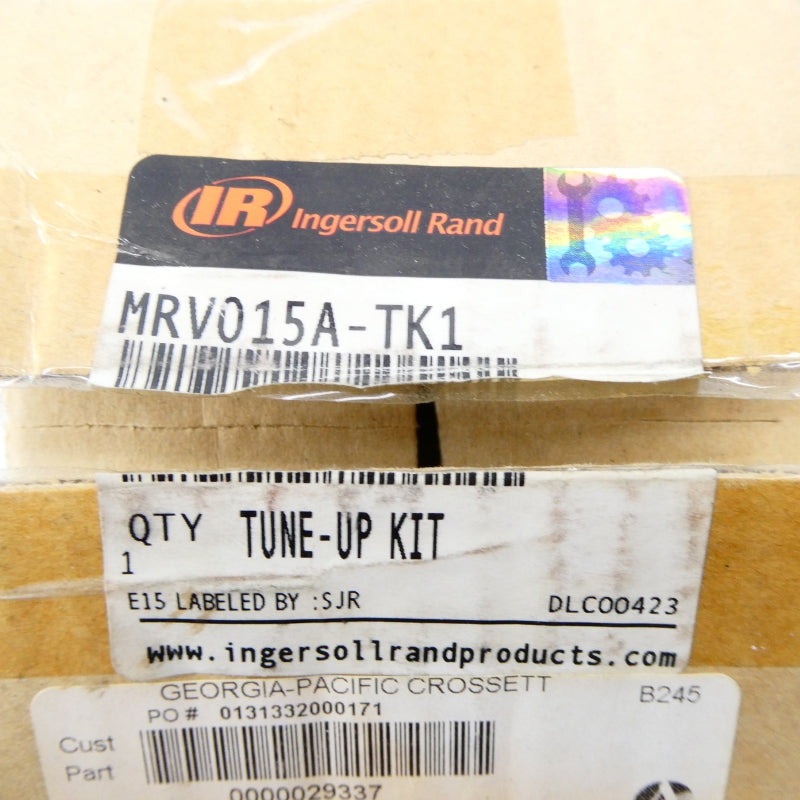 IR Ingersoll Rand
MRV015A-TK1
QTY TUNE-UP KIT
1
E15 LABELED BY :SJR DLC00423
www.ingersollrandproducts.com
GEORGIA-PACIFIC CROSSETT B245
PO # 0131332000171
Cust
Part
0000029337